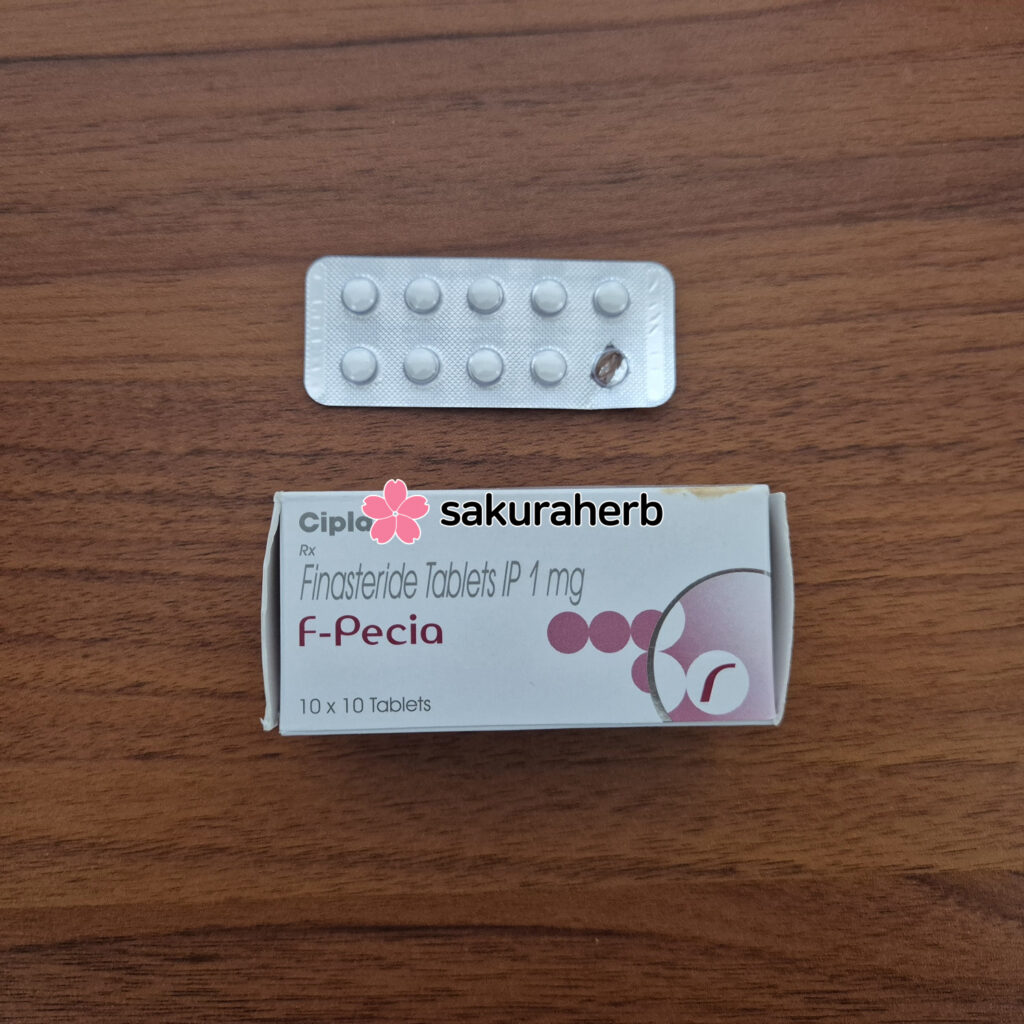 Cipla
sakuraherb
Rx
Finasteride Tablets IP 1 mg
F-Pecia
10 x 10 Tablets